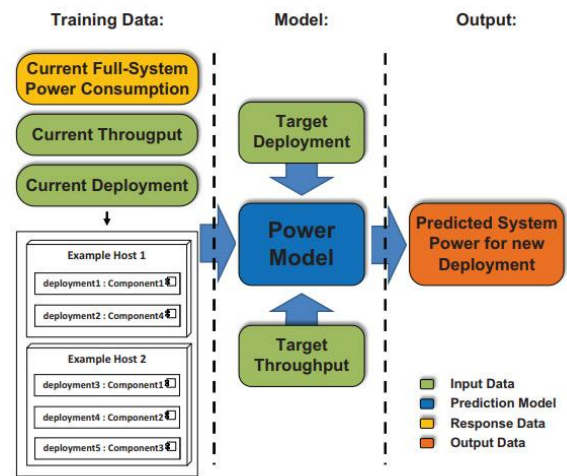 Training Data:
Model:
Output:
Current Full-System
Power Consumption
Current Througput
Current Deployment
Example Host 1
deployment1 : Component1
deployment2 : Component4
Example Host 2
deployment3 : Component1
deployment4 : Component2
deployment5 : Component3
Target
Deployment
Power
Model
Target
Throughput
Predicted System
Power for new
Deployment
Input Data
Prediction Model
Response Data
Output Data